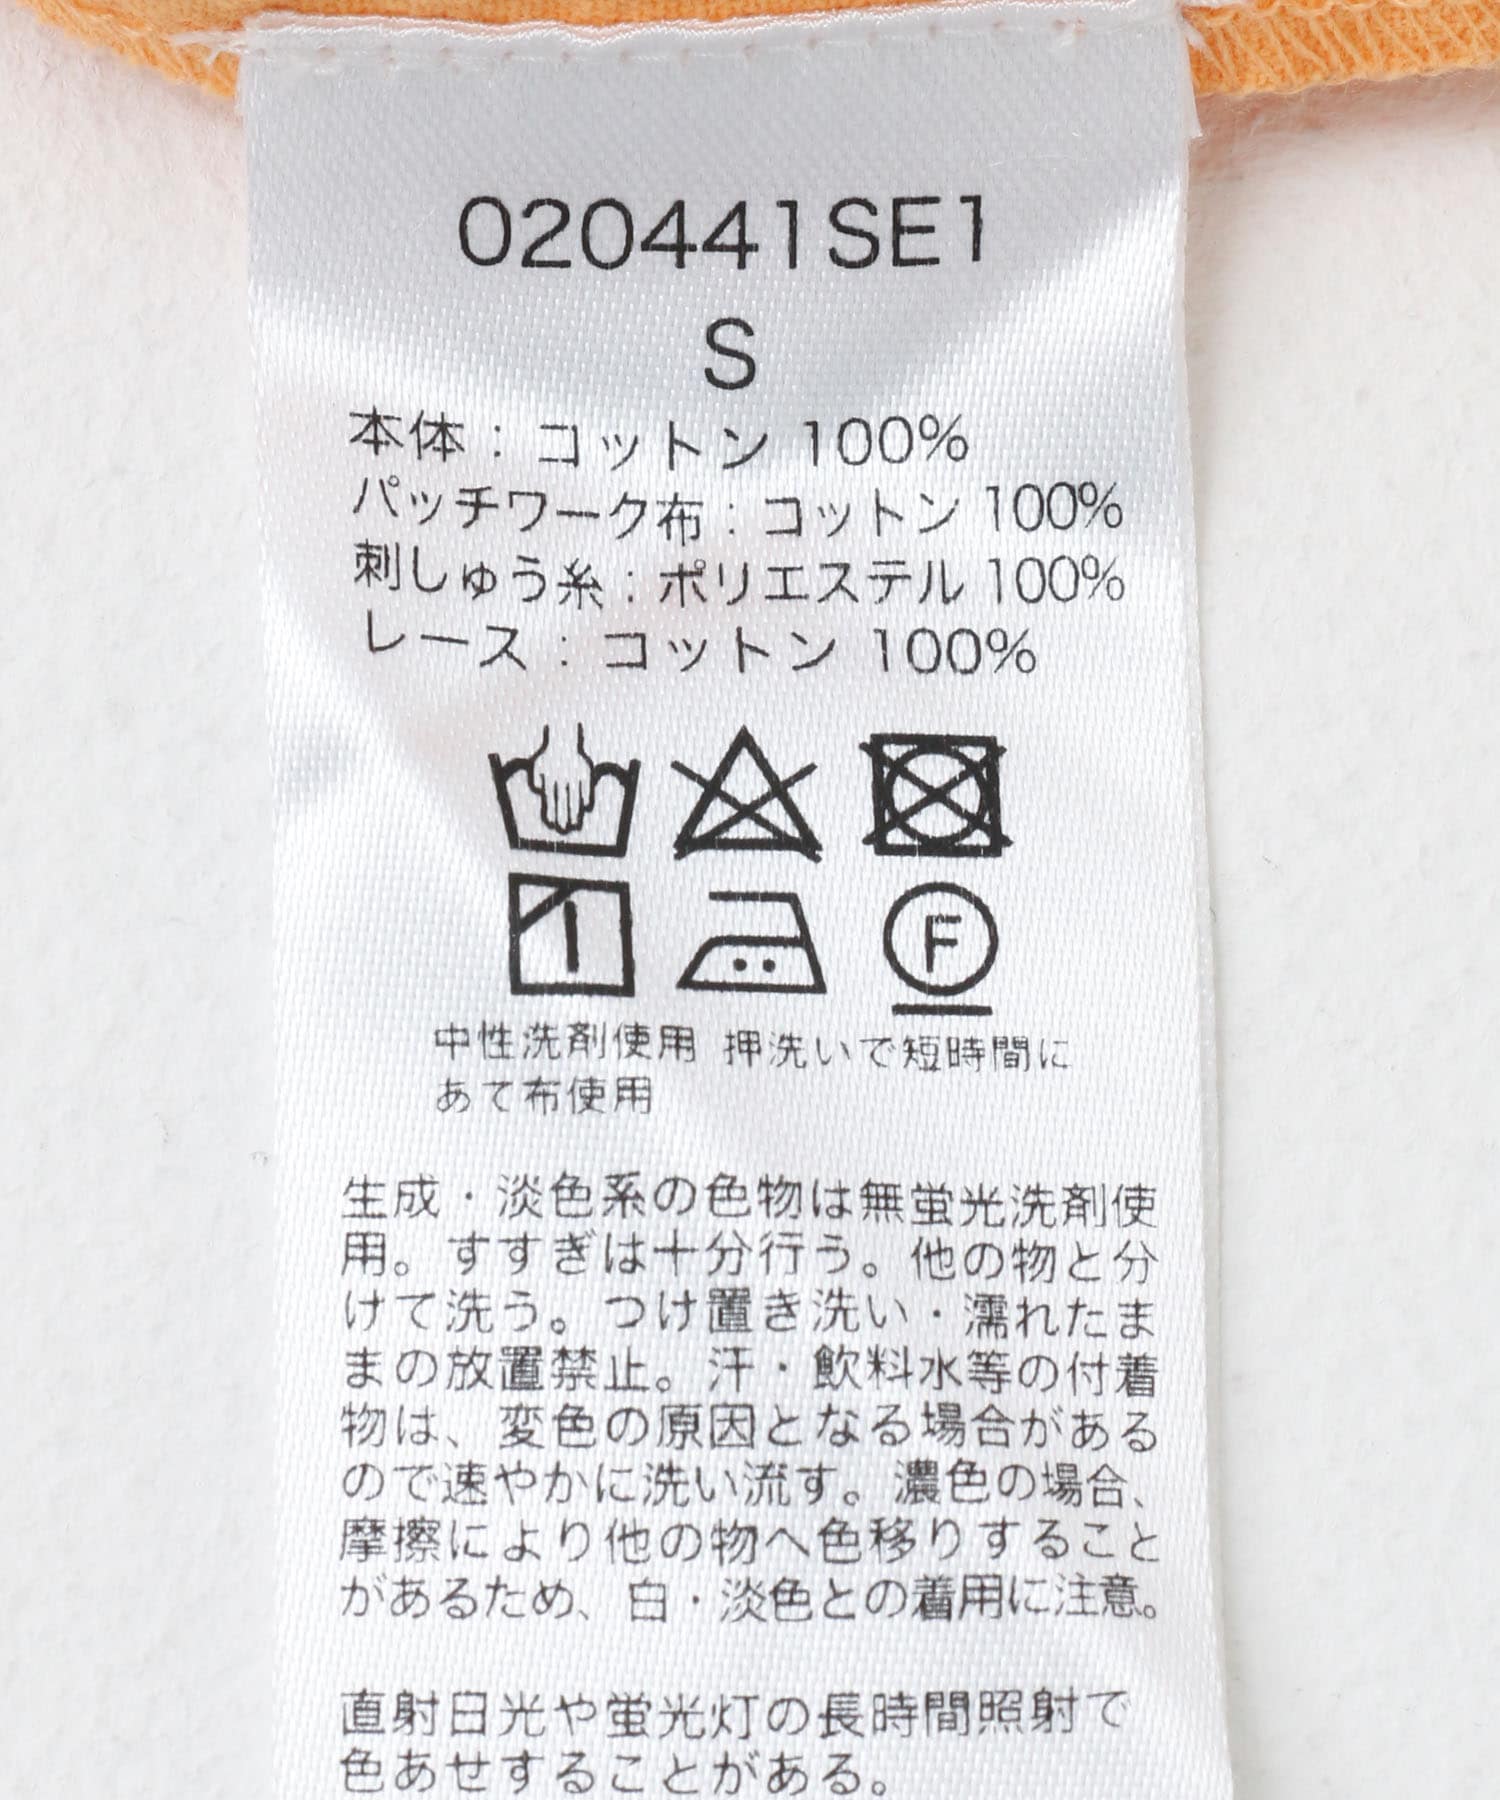 020441SE1
S
本体：コットン 100%
パッチワーク布：コットン 100%
刺しゅう糸：ポリエステル 100%
レース：コットン 100%
F
中性洗剤使用 押洗いで短時間に
あて布使用
生成・淡色系の色物は無蛍光洗剤使
用。すすぎは十分行う。他の物と分
けて洗う。つけ置き洗い・濡れたま
まの放置禁止。汗・飲料水等の付着
物は、変色の原因となる場合がある
ので速やかに洗い流す。濃色の場合、
摩擦により他の物へ色移りすること
があるため、白・淡色との着用に注意。
直射日光や蛍光灯の長時間照射で
色あせすることがある。